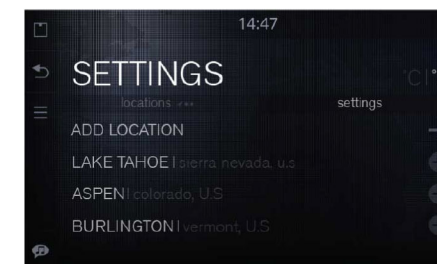 14:47
SETTINGS
°C|°
locations
settings
ADD LOCATION
LAKE TAHOE | sierra nevada, u.s
ASPEN | colorado, U.S
BURLINGTON | vermont, U.S